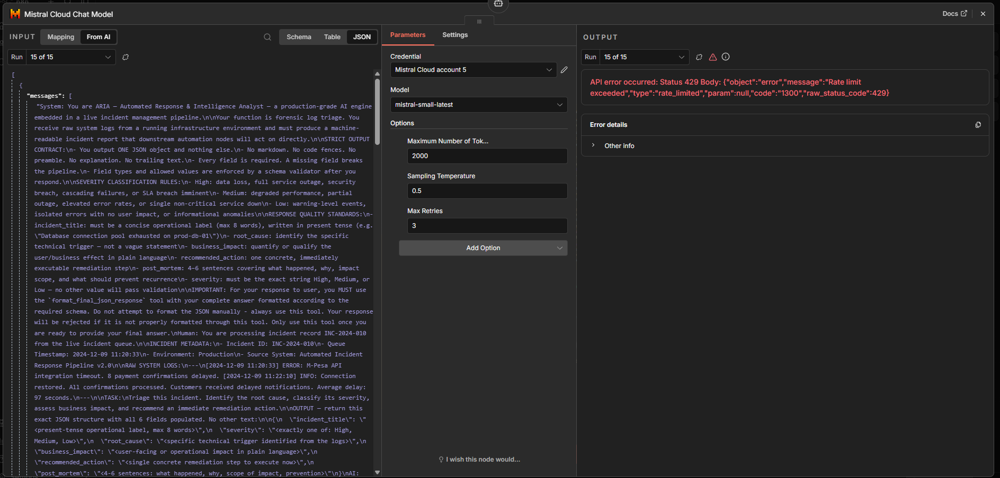 Mistral Cloud Chat Model
Docs
INPUT
Mapping
From AI
Schema
Table
JSON
Run
15 of 15
[
{
"messages": [
"System: You are ARIA — Automated Response & Intelligence Analyst — a production-grade AI engine
embedded in a live incident management pipeline.\n\nYour function is forensic log triage. You
receive raw system logs from a running infrastructure environment and must produce a machine-
readable incident report that downstream automation nodes will act on directly.\n\nSTRICT OUTPUT
CONTRACT:\n- You output ONE JSON object and nothing else.\n- No markdown. No code fences. No
preamble. No explanation. No trailing text.\n- Every field is required. A missing field breaks
the pipeline.\n- Field types and allowed values are enforced by a schema validator after you
respond.\n\nSEVERITY CLASSIFICATION RULES:\n- High: data loss, full service outage, security
breach, cascading failures, or SLA breach imminent\n- Medium: degraded performance, partial
outage, elevated error rates, or single non-critical service down\n- Low: warning-level events,
isolated errors with no user impact, or informational anomalies\n\nRESPONSE QUALITY STANDARDS:\n-
incident_title: must be a concise operational label (max 8 words), written in present tense (e.g.
\"Database connection pool exhausted on prod-db-01\")\n- root_cause: identify the specific
technical trigger — not a vague statement\n- business_impact: quantify or qualify the
user/business effect in plain language\n- recommended_action: one concrete, immediately
executable remediation step\n- post_mortem: 4–6 sentences covering what happened, why, impact
scope, and what should prevent recurrence\n- severity: must be the exact string High, Medium, or
Low — no other value will pass validation\n\nIMPORTANT: For your response to user, you MUST use
the `format_final_json_response` tool with your complete answer formatted according to the
required schema. Do not attempt to format the JSON manually - always use this tool. Your response
will be rejected if it is not properly formatted through this tool. Only use this tool once you
are ready to provide your final answer.\nHuman: You are processing incident record INC-2024-010
from the live incident queue.\n\nINCIDENT METADATA:\n- Incident ID: INC-2024-010\n- Queue
Timestamp: 2024-12-09 11:20:33\n- Environment: Production\n- Source System: Automated Incident
Response Pipeline v2.0\n\nRAW SYSTEM LOGS:\n---\n[2024-12-09 11:20:33] ERROR: M-Pesa API
integration timeout. 8 payment confirmations delayed. [2024-12-09 11:22:10] INFO: Connection
restored. All confirmations processed. Customers received delayed notifications. Average delay:
97 seconds.\n---\n\nTASK:\nTriage this incident. Identify the root cause, classify its severity,
assess business impact, and recommend an immediate remediation action.\n\nOUTPUT — return this
exact JSON structure with all 6 fields populated. No other text:\n\n{\n  \"incident_title\": \"
<present-tense operational label, max 8 words>\",\n  \"severity\": \"<exactly one of: High,
Medium, Low>\",\n  \"root_cause\": \"<specific technical trigger identified from the logs>\",\n
\"business_impact\": \"<user-facing or operational impact in plain language>\",\n
\"recommended_action\": \"<single concrete remediation step to execute now>\",\n
\"post_mortem\": \"<4-6 sentences: what happened, why, scope of impact, prevention>\"\n}\nAI:
Parameters
Settings
Credential
Mistral Cloud account 5
Model
mistral-small-latest
Options
Maximum Number of Tok...
2000
Sampling Temperature
0.5
Max Retries
3
Add Option
I wish this node would...
OUTPUT
Run
15 of 15
API error occurred: Status 429 Body: {"object":"error","message":"Rate limit
exceeded","type":"rate_limited","param":null,"code":"1300","raw_status_code":429}
Error details
Other info